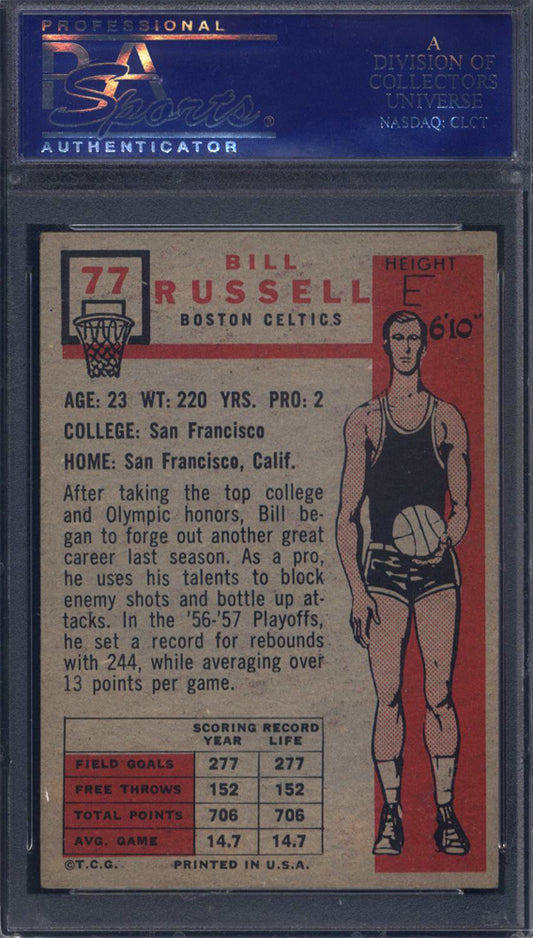 PROFESSIONAL
PSA
Sports®
AUTHENTICATOR
A
DIVISION OF
COLLECTORS
UNIVERSE
NASDAQ: CLCT
77
BILL
RUSSELL
BOSTON CELTICS
HEIGHT
E
6'10"
AGE: 23 WT: 220 YRS. PRO: 2
COLLEGE: San Francisco
HOME: San Francisco, Calif.
After taking the top college
and Olympic honors, Bill be-
gan to forge out another great
career last season. As a pro,
he uses his talents to block
enemy shots and bottle up at-
tacks. In the '56-'57 Playoffs,
he set a record for rebounds
with 244, while averaging over
13 points per game.
SCORING RECORD
YEAR LIFE
FIELD GOALS 277 277
FREE THROWS 152 152
TOTAL POINTS 706 706
AVG. GAME 14.7 14.7
©T.C.G. PRINTED IN U.S.A.